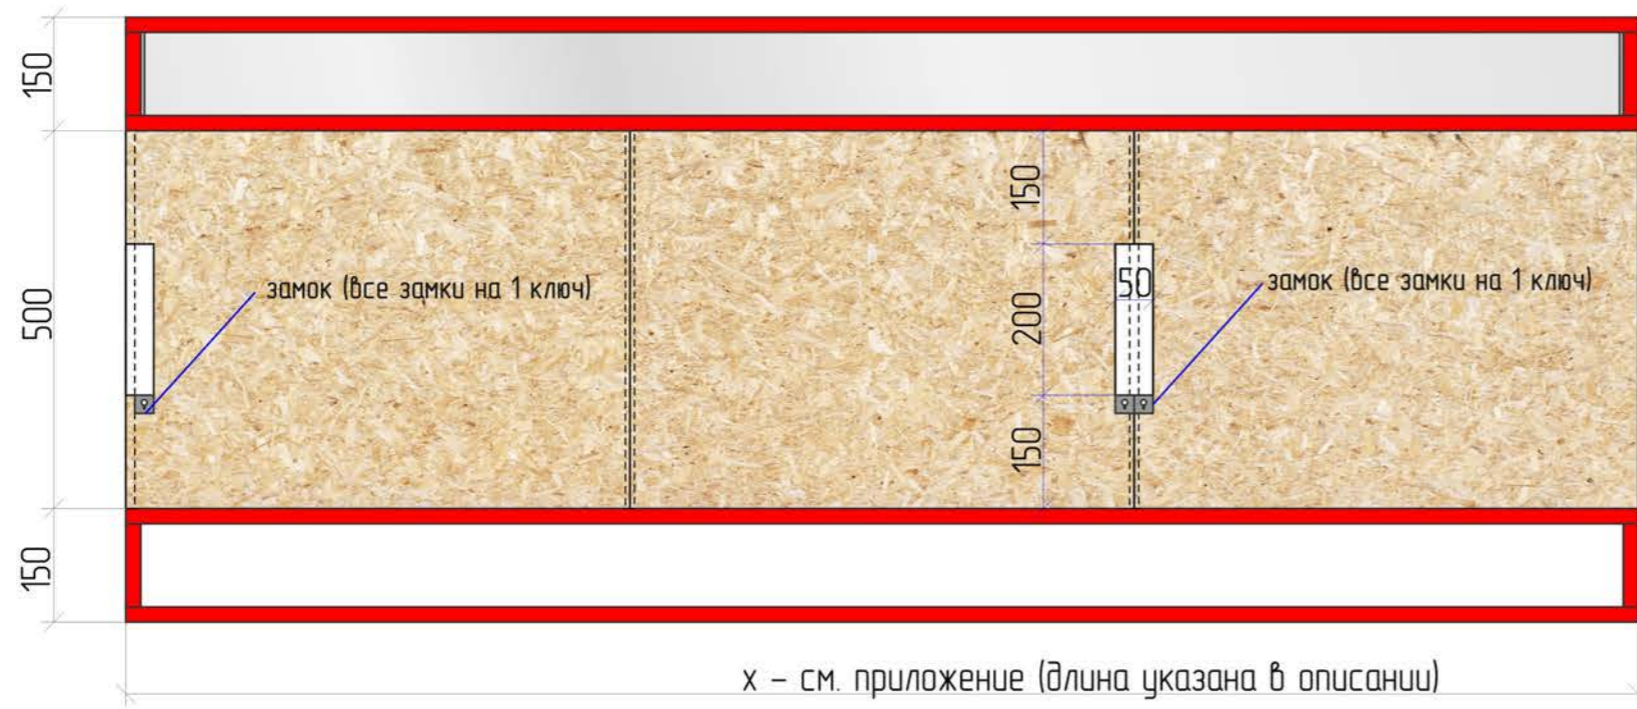 150
500
150
150
200
150
50
замок (все замки на 1 ключ)
замок (все замки на 1 ключ)
x – см. приложение (длина указана в описании)